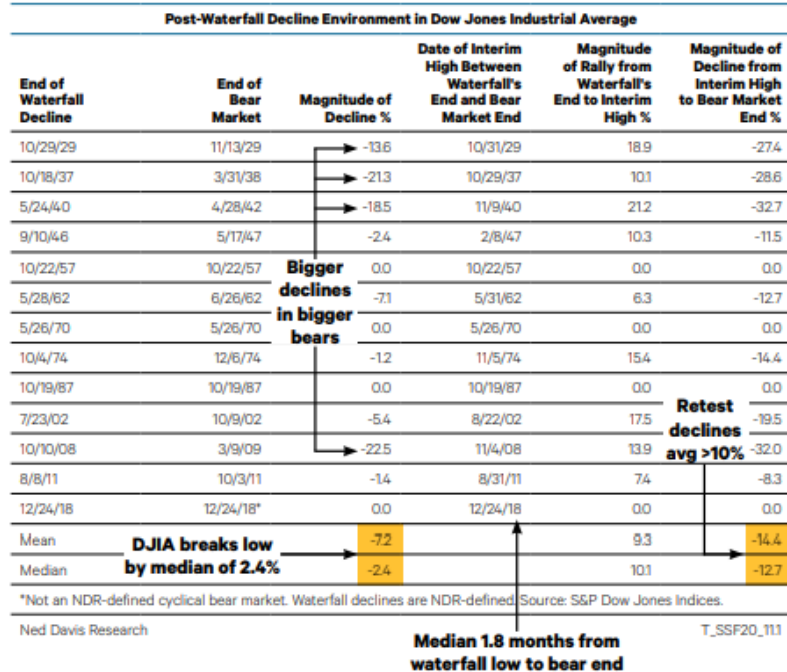 Post-Waterfall Decline Environment in Dow Jones Industrial Average
End of Waterfall Decline | End of Bear Market | Magnitude of Decline % | Date of Interim High Between Waterfall's End and Bear Market End | Magnitude of Rally from Waterfall's End to Interim High % | Magnitude of Decline from Interim High to Bear Market End %
10/29/29 11/13/29 -13.6 10/31/29 18.9 -27.4
10/18/37 3/31/38 -21.3 10/29/37 10.1 -28.6
5/24/40 4/28/42 -18.5 11/9/40 21.2 -32.7
9/10/46 5/17/47 -2.4 2/8/47 10.3 -11.5
10/22/57 10/22/57 0.0 10/22/57 0.0 0.0
5/28/62 6/26/62 -7.1 5/31/62 6.3 -12.7
5/26/70 5/26/70 0.0 5/26/70 0.0 0.0
10/4/74 12/6/74 -1.2 11/5/74 15.4 -14.4
10/19/87 10/19/87 0.0 10/19/87 0.0 0.0
7/23/02 10/9/02 -5.4 8/22/02 17.5 -19.5
10/10/08 3/9/09 -22.5 11/4/08 13.9 -32.0
8/8/11 10/3/11 -1.4 8/31/11 7.4 -8.3
12/24/18 12/24/18* 0.0 12/24/18 0.0 0.0
Mean -7.2 9.3 -14.4
Median -2.4 10.1 -12.7
Bigger
declines
in bigger
bears
Retest
declines
avg >10%
DJIA breaks low
by median of 2.4%
*Not an NDR-defined cyclical bear market. Waterfall declines are NDR-defined. Source: S&P Dow Jones Indices.
Ned Davis Research T_SSF20_11.1
Median 1.8 months from
waterfall low to bear end